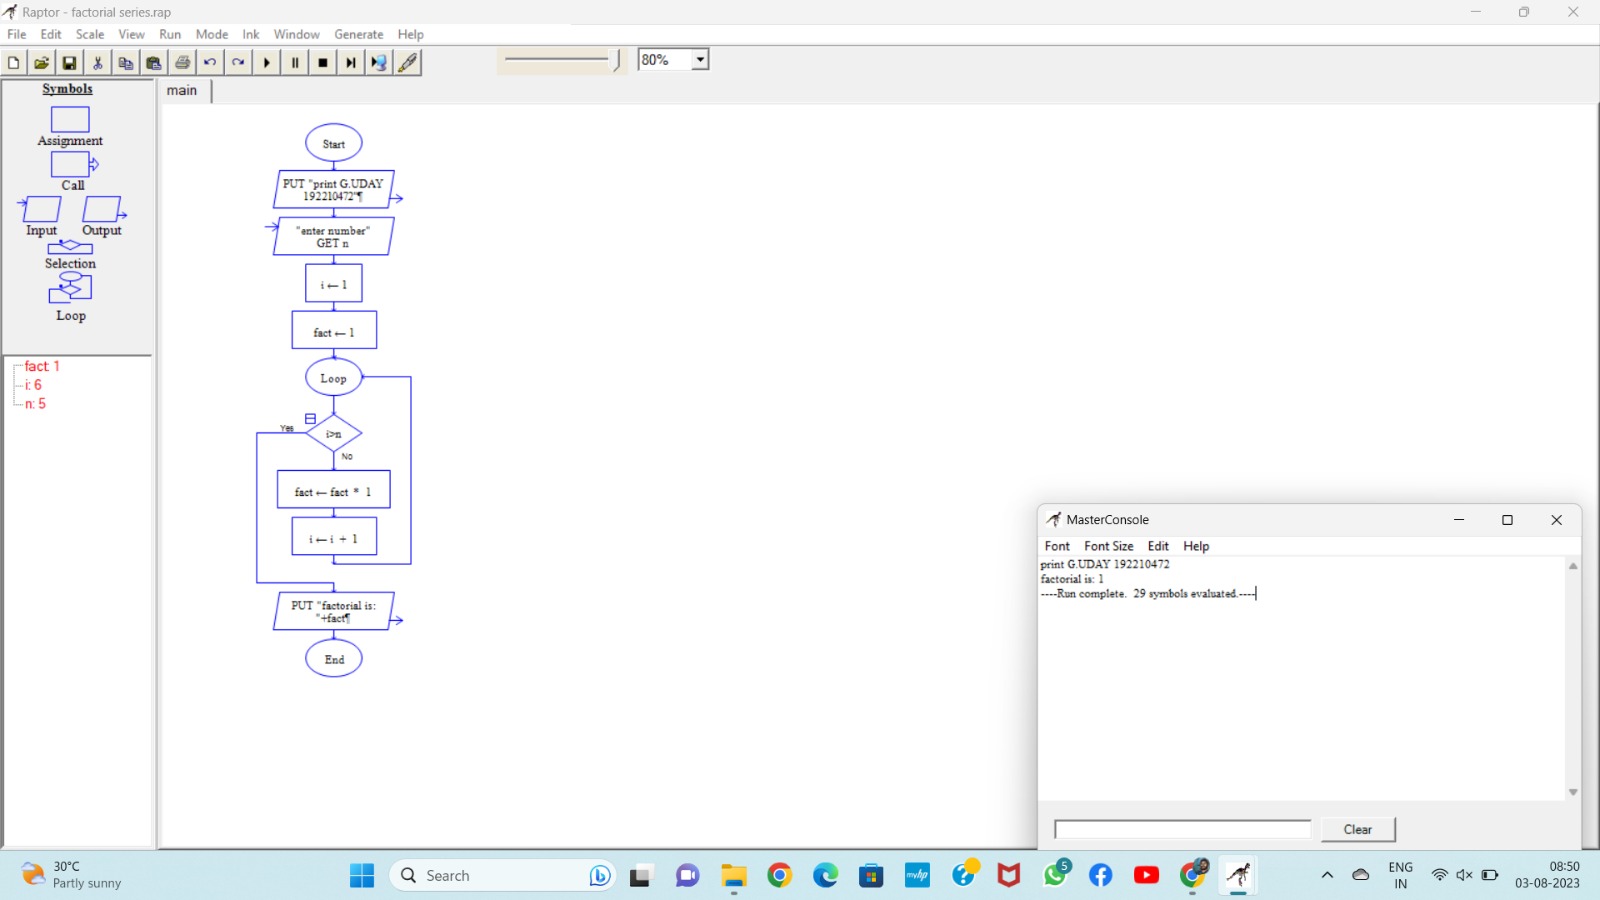 Raptor - factorial series.rap
File Edit Scale View Run Mode Ink Window Generate Help
80%
Symbols
Assignment
Call
Input Output
Selection
Loop
fact: 1
i: 6
n: 5
main
Start
PUT "print G.UDAY
192210472"¶
"enter number"
GET n
i ← 1
fact ← 1
Loop
Yes
i>n
No
fact ← fact * 1
i ← i + 1
PUT "factorial is:
"+fact¶
End
MasterConsole
Font Font Size Edit Help
print G.UDAY 192210472
factorial is: 1
----Run complete. 29 symbols evaluated.----
Clear
30°C
Partly sunny
Search
myhp
5
ENG
IN
08:50
03-08-2023